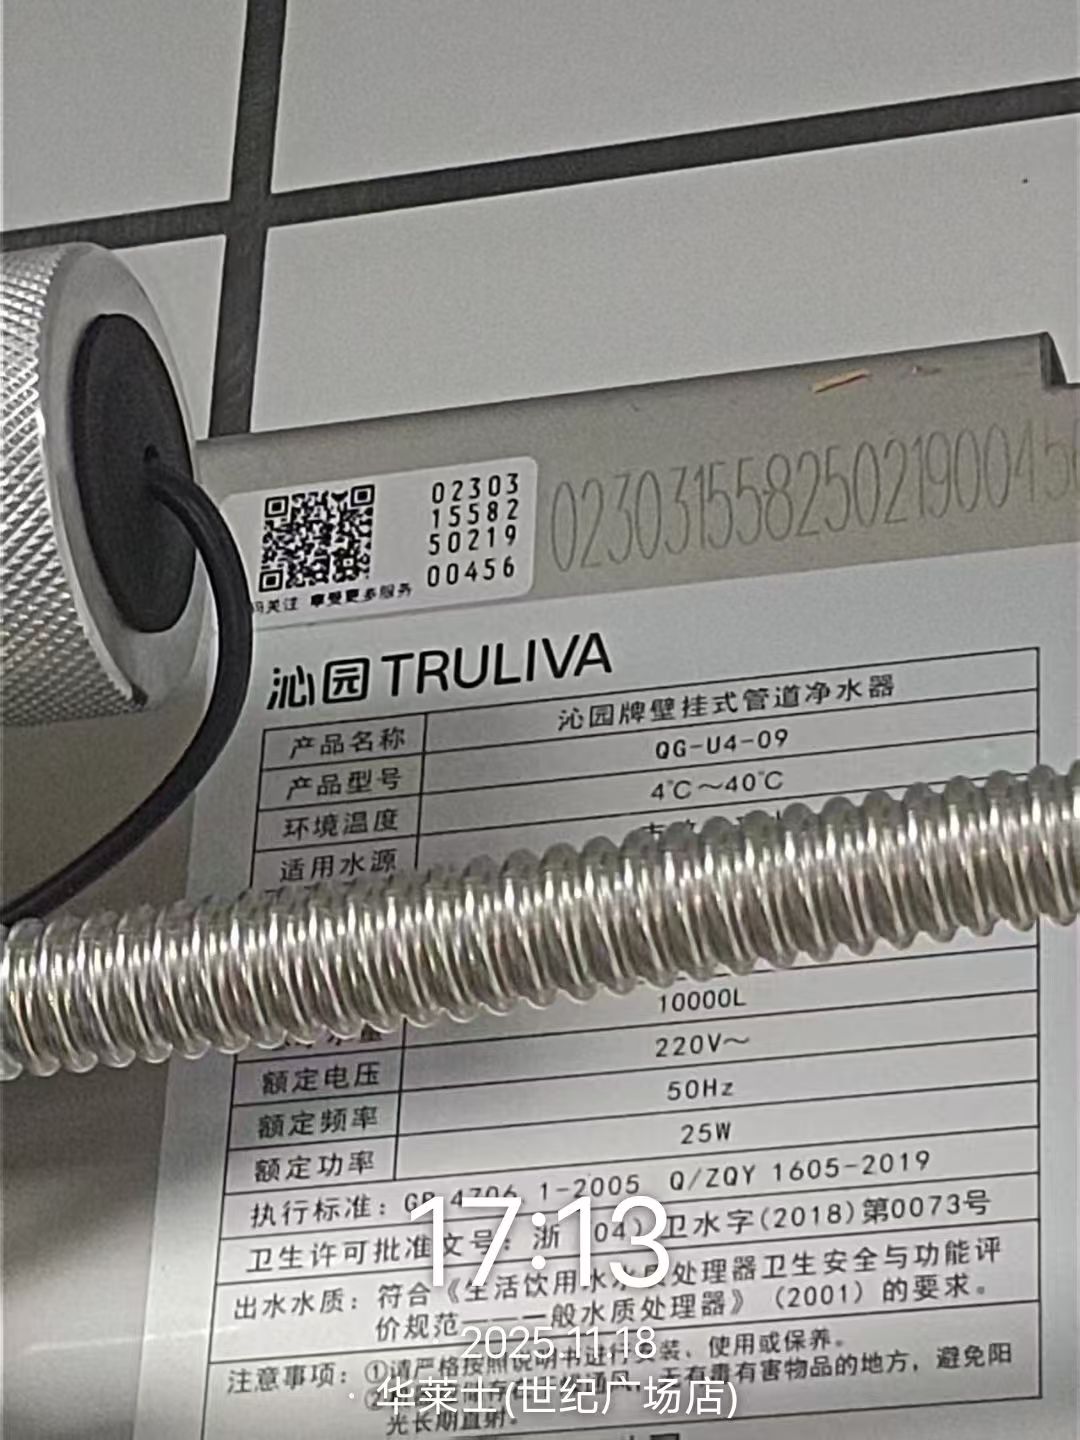 02303
15582
50219
00456
0230315582502190045
码关注 享受更多服务
沁园 TRULIVA
产品名称 沁园牌壁挂式管道净水器
产品型号 QG-U4-09
环境温度 4℃～40℃
适用水源
10000L
额定电压 220V～
额定频率 50Hz
额定功率 25W
执行标准：GB 4706.1-2005 Q/ZQY 1605-2019
卫生许可批准文号：浙(04)卫水字(2018)第0073号
出水水质：符合《生活饮用水水质处理器卫生安全与功能评
价规范——一般水质处理器》（2001）的要求。
注意事项：①请严格按照说明书进行安装、使用或保养。
有毒有害物品的地方，避免阳
光长期直射。
17:13
2025.11.18
· 华莱士(世纪广场店)